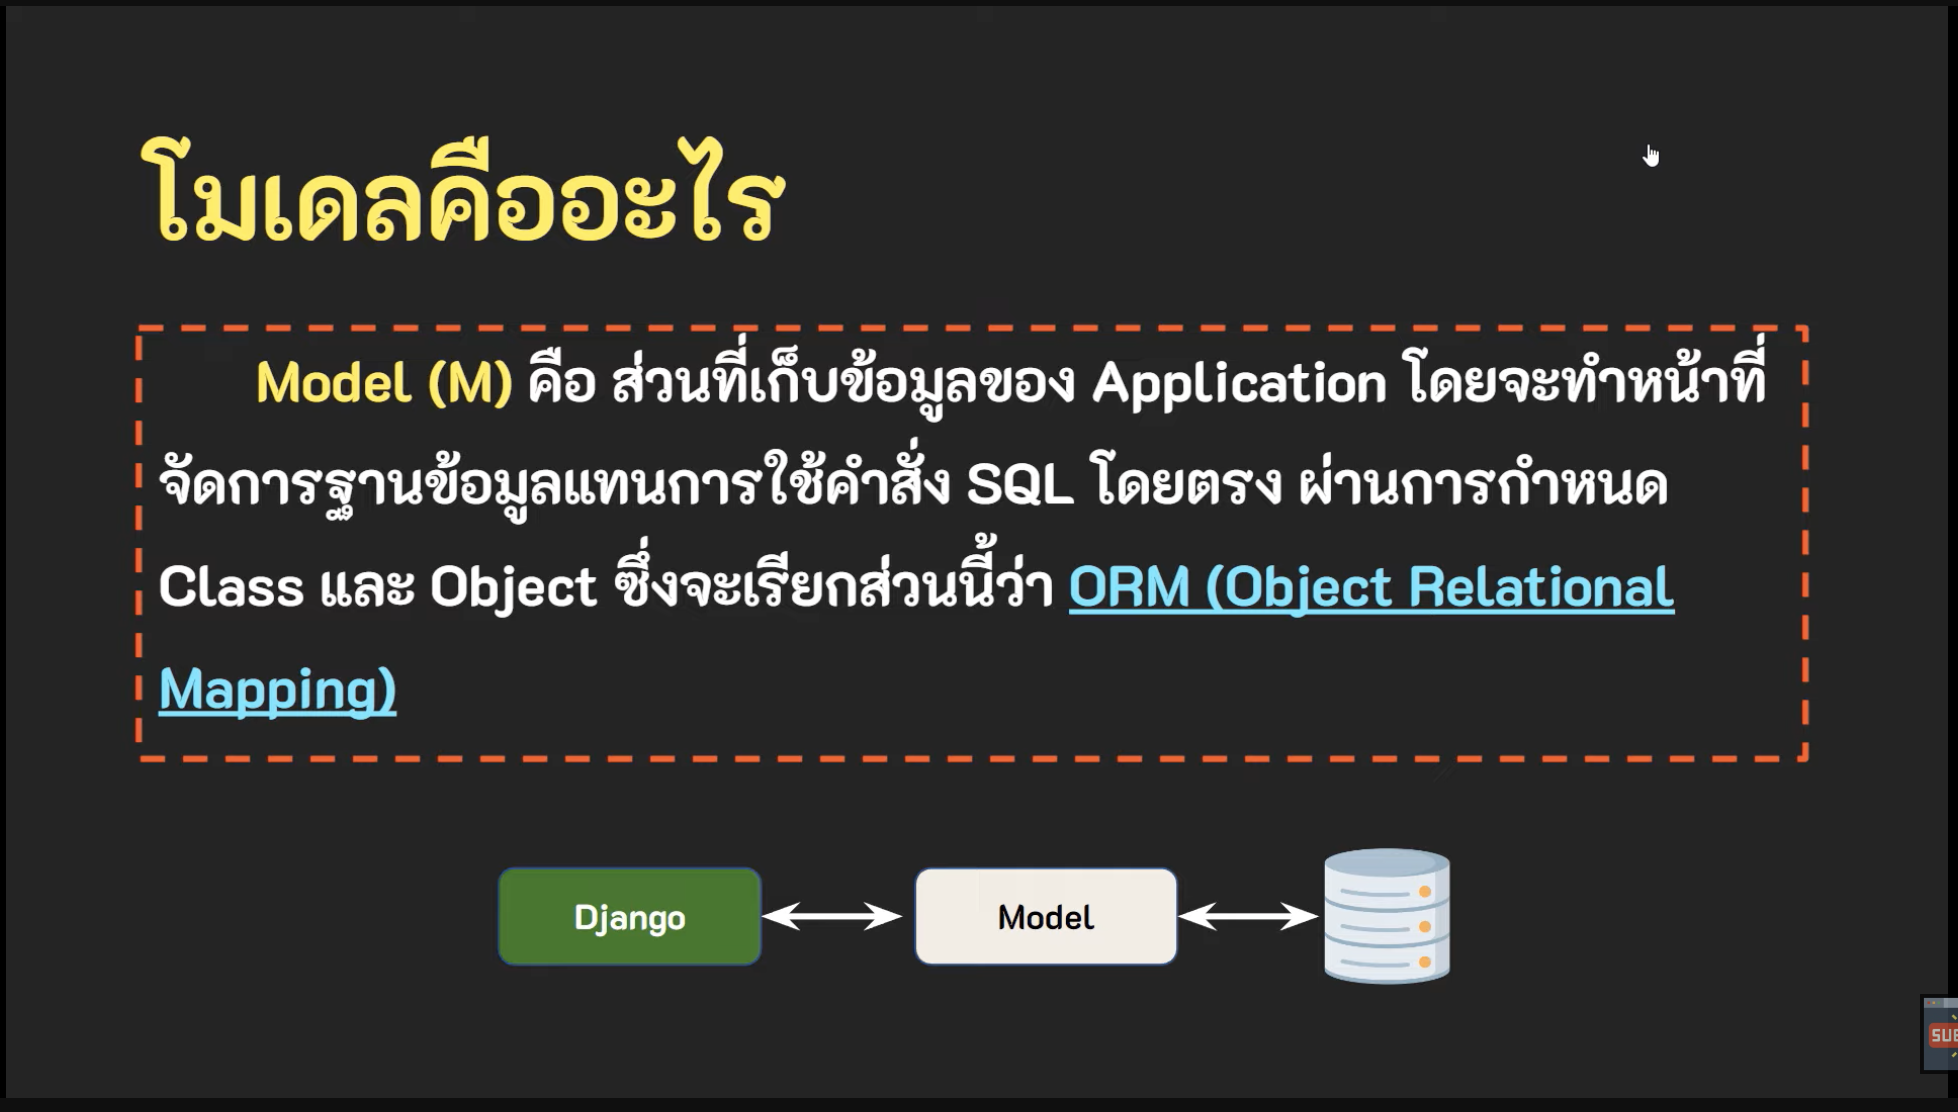 โมเดลคืออะไร
Model (M) คือ ส่วนที่เก็บข้อมูลของ Application โดยจะทำหน้าที่
จัดการฐานข้อมูลแทนการใช้คำสั่ง SQL โดยตรง ผ่านการกำหนด
Class และ Object ซึ่งจะเรียกส่วนนี้ว่า ORM (Object Relational
Mapping)
Django
Model